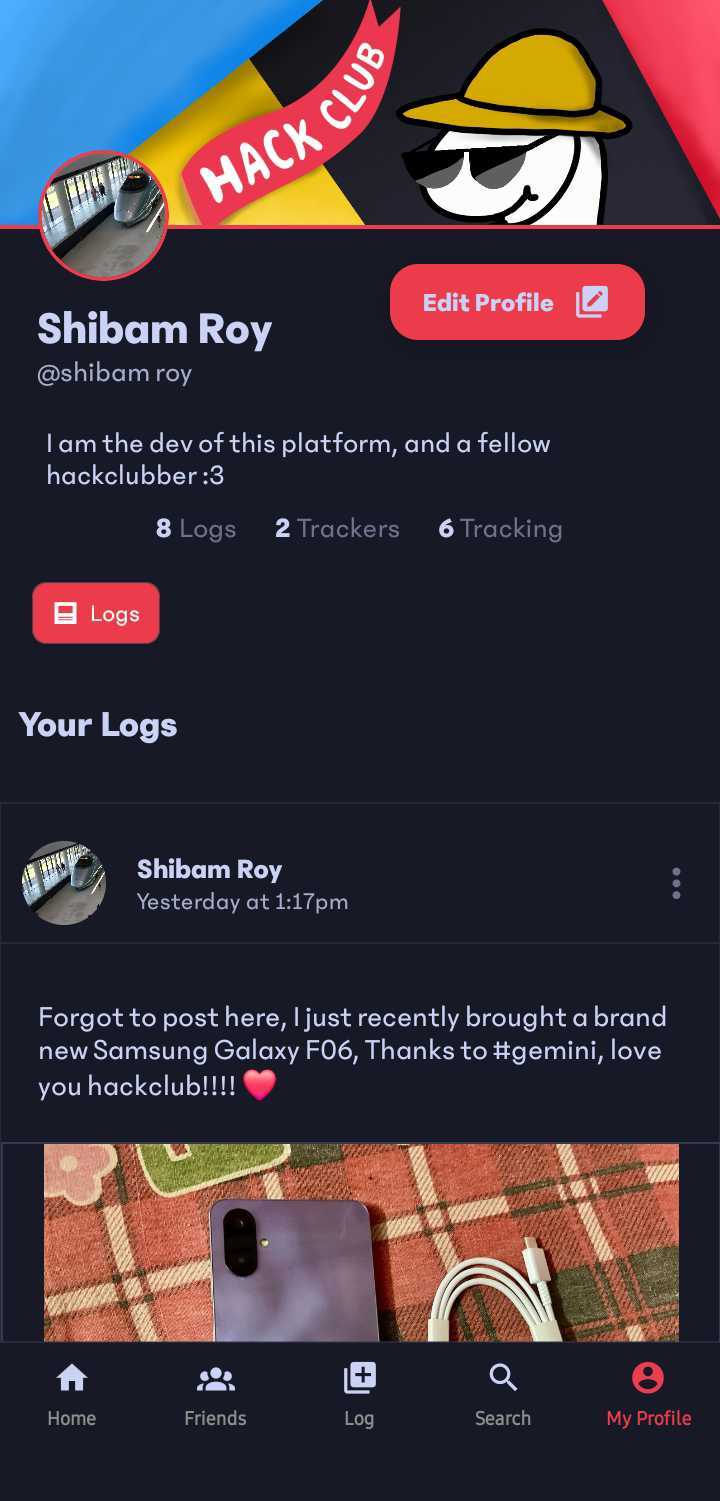 HACK CLUB
Edit Profile
Shibam Roy
@shibam roy
I am the dev of this platform, and a fellow
hackclubber :3
8 Logs 2 Trackers 6 Tracking
Logs
Your Logs
Shibam Roy
Yesterday at 1:17pm
Forgot to post here, I just recently brought a brand
new Samsung Galaxy F06, Thanks to #gemini, love
you hackclub!!!! ❤️
Home Friends Log Search My Profile